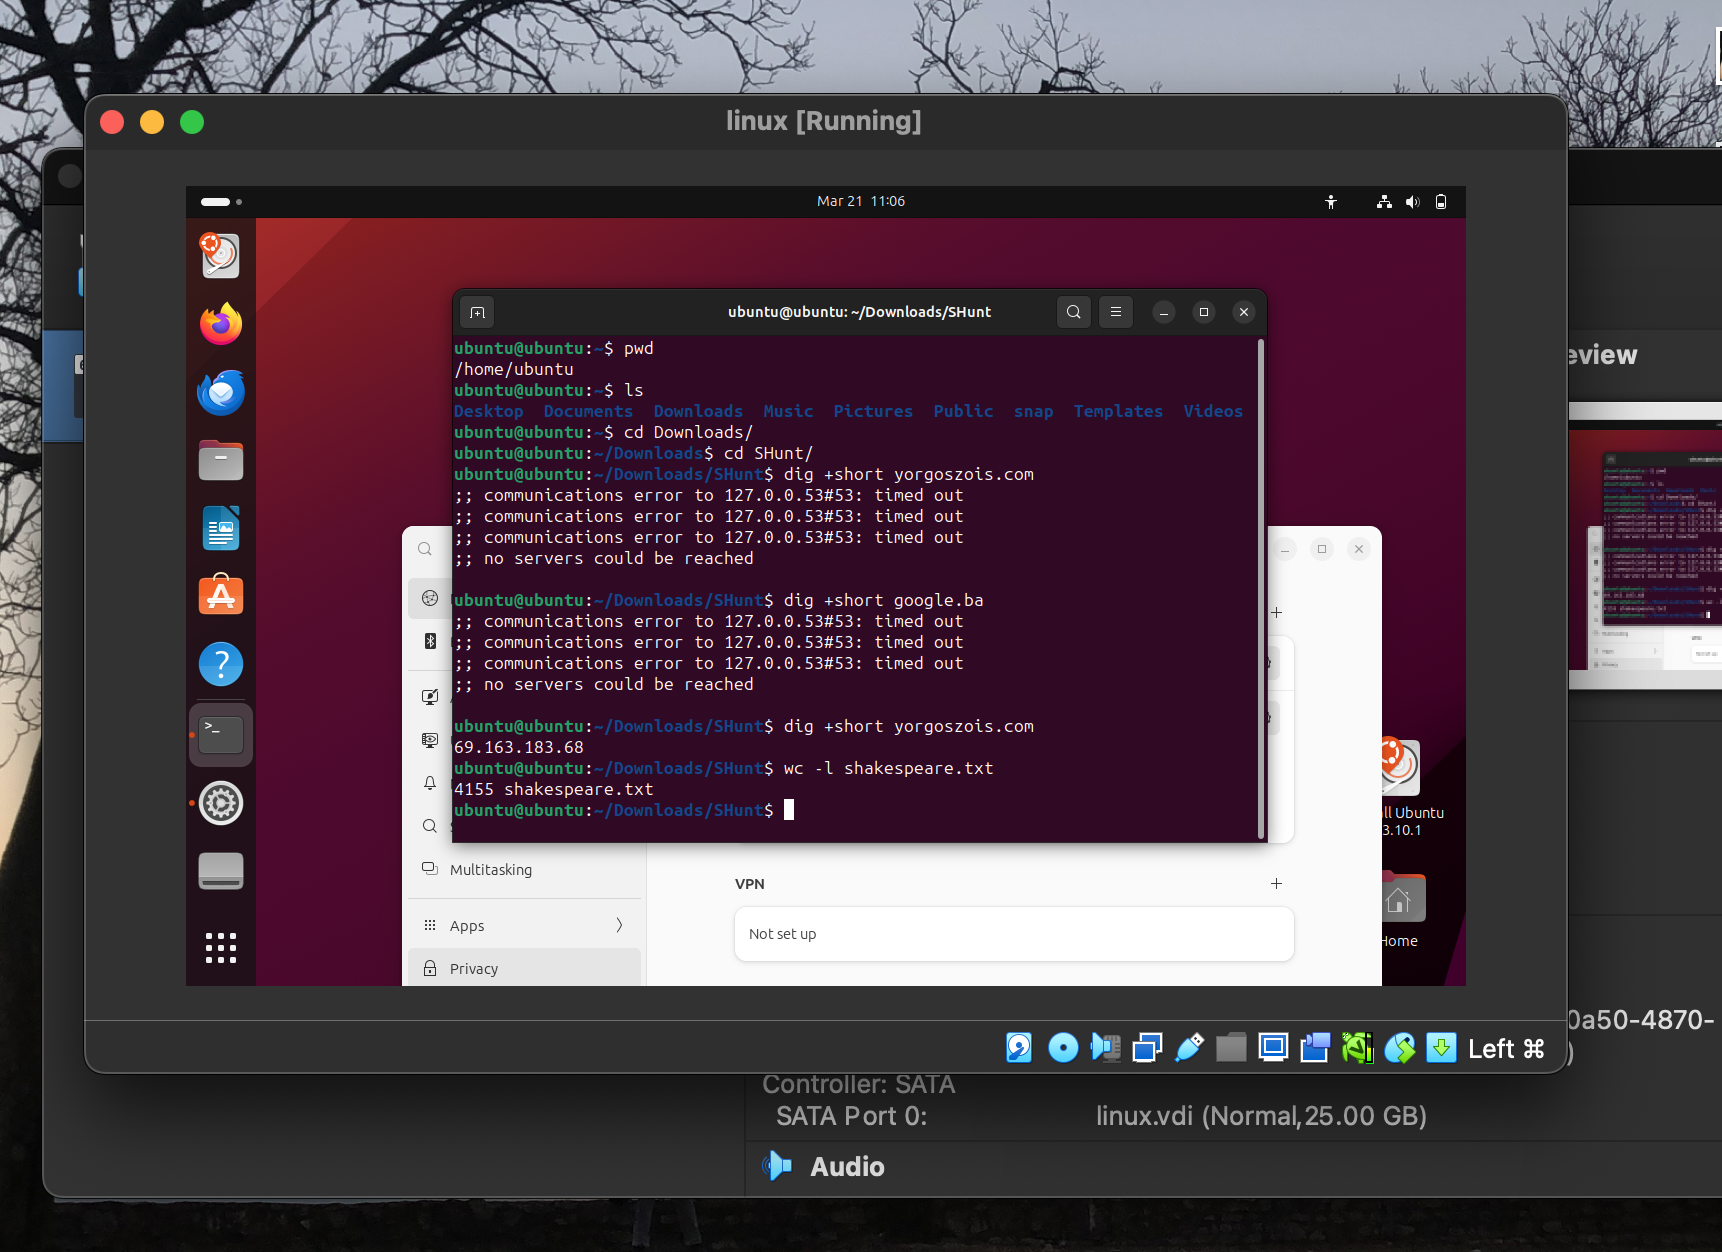 linux [Running]
Mar 21 11:06
ubuntu@ubuntu: ~/Downloads/SHunt
ubuntu@ubuntu:~$ pwd
/home/ubuntu
ubuntu@ubuntu:~$ ls
Desktop Documents Downloads Music Pictures Public snap Templates Videos
ubuntu@ubuntu:~$ cd Downloads/
ubuntu@ubuntu:~/Downloads$ cd SHunt/
ubuntu@ubuntu:~/Downloads/SHunt$ dig +short yorgoszois.com
;; communications error to 127.0.0.53#53: timed out
;; communications error to 127.0.0.53#53: timed out
;; communications error to 127.0.0.53#53: timed out
;; no servers could be reached
ubuntu@ubuntu:~/Downloads/SHunt$ dig +short google.ba
;; communications error to 127.0.0.53#53: timed out
;; communications error to 127.0.0.53#53: timed out
;; communications error to 127.0.0.53#53: timed out
;; no servers could be reached
ubuntu@ubuntu:~/Downloads/SHunt$ dig +short yorgoszois.com
69.163.183.68
ubuntu@ubuntu:~/Downloads/SHunt$ wc -l shakespeare.txt
4155 shakespeare.txt
ubuntu@ubuntu:~/Downloads/SHunt$
Multitasking
Apps
Privacy
VPN
Not set up
ll Ubuntu
3.10.1
Home
eview
0a50-4870-
)
Left ⌘
Controller: SATA
SATA Port 0: linux.vdi (Normal,25.00 GB)
Audio